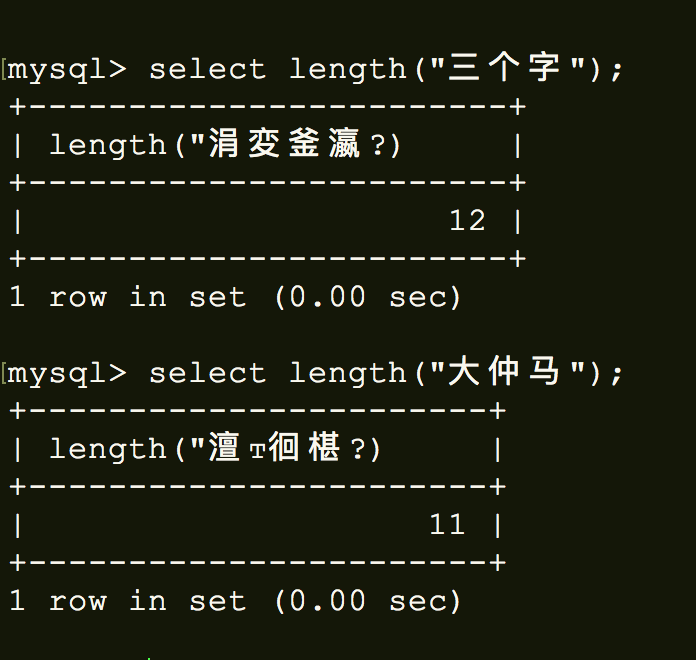 mysql> select length("三个字");
+------------------------+
| length("涓変釜瀛?)     |
+------------------------+
|                     12 |
+------------------------+
1 row in set (0.00 sec)
mysql> select length("大仲马");
+-----------------------+
| length("澶т徊椹?)     |
+-----------------------+
|                    11 |
+-----------------------+
1 row in set (0.00 sec)